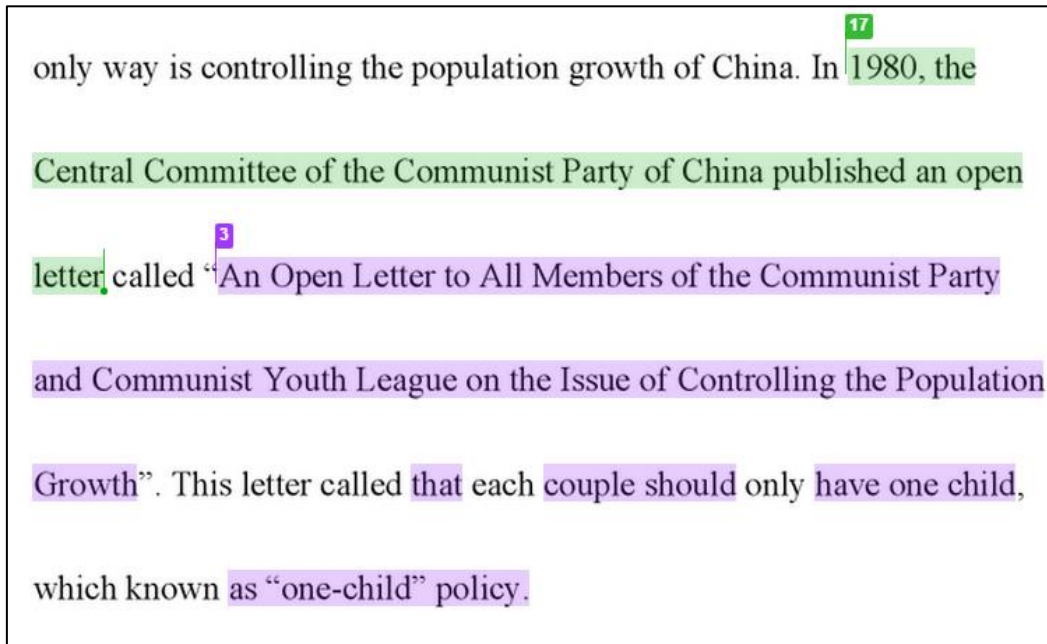 17
only way is controlling the population growth of China. In 1980, the
Central Committee of the Communist Party of China published an open
3
letter called “An Open Letter to All Members of the Communist Party
and Communist Youth League on the Issue of Controlling the Population
Growth”. This letter called that each couple should only have one child,
which known as “one-child” policy.